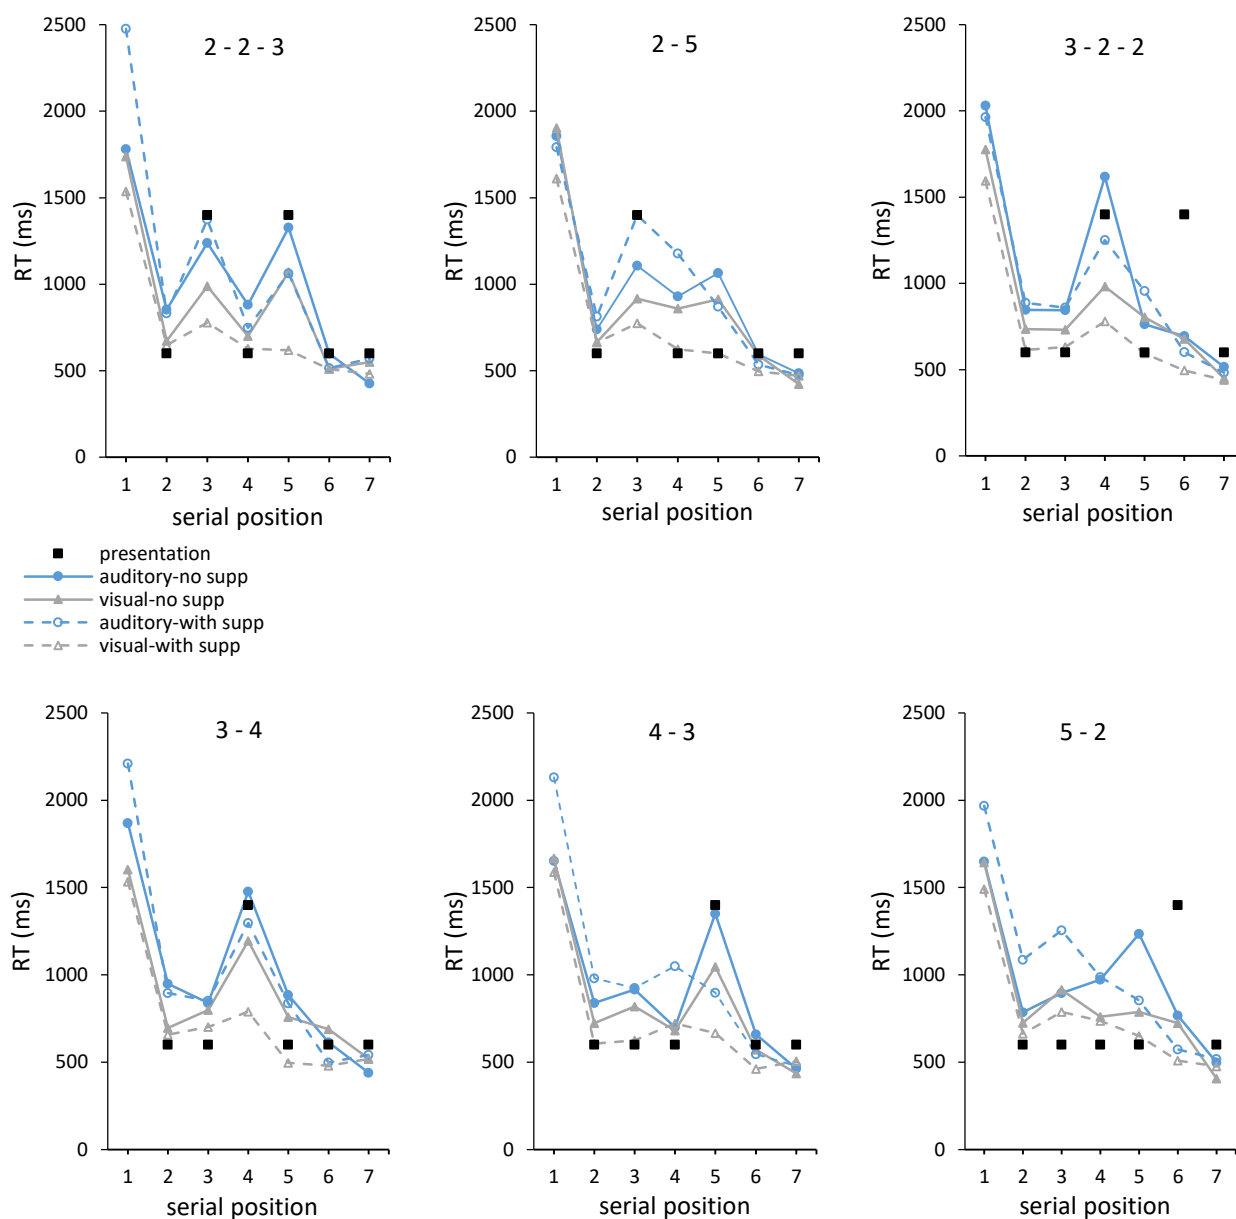 2 - 2 - 3
2500
2000
1500
1000
500
0
RT (ms)
1 2 3 4 5 6 7
serial position
2 - 5
2500
2000
1500
1000
500
0
RT (ms)
1 2 3 4 5 6 7
serial position
3 - 2 - 2
2500
2000
1500
1000
500
0
RT (ms)
1 2 3 4 5 6 7
serial position
presentation
auditory-no supp
visual-no supp
auditory-with supp
visual-with supp
3 - 4
2500
2000
1500
1000
500
0
RT (ms)
1 2 3 4 5 6 7
serial position
4 - 3
2500
2000
1500
1000
500
0
RT (ms)
1 2 3 4 5 6 7
serial position
5 - 2
2500
2000
1500
1000
500
0
RT (ms)
1 2 3 4 5 6 7
serial position